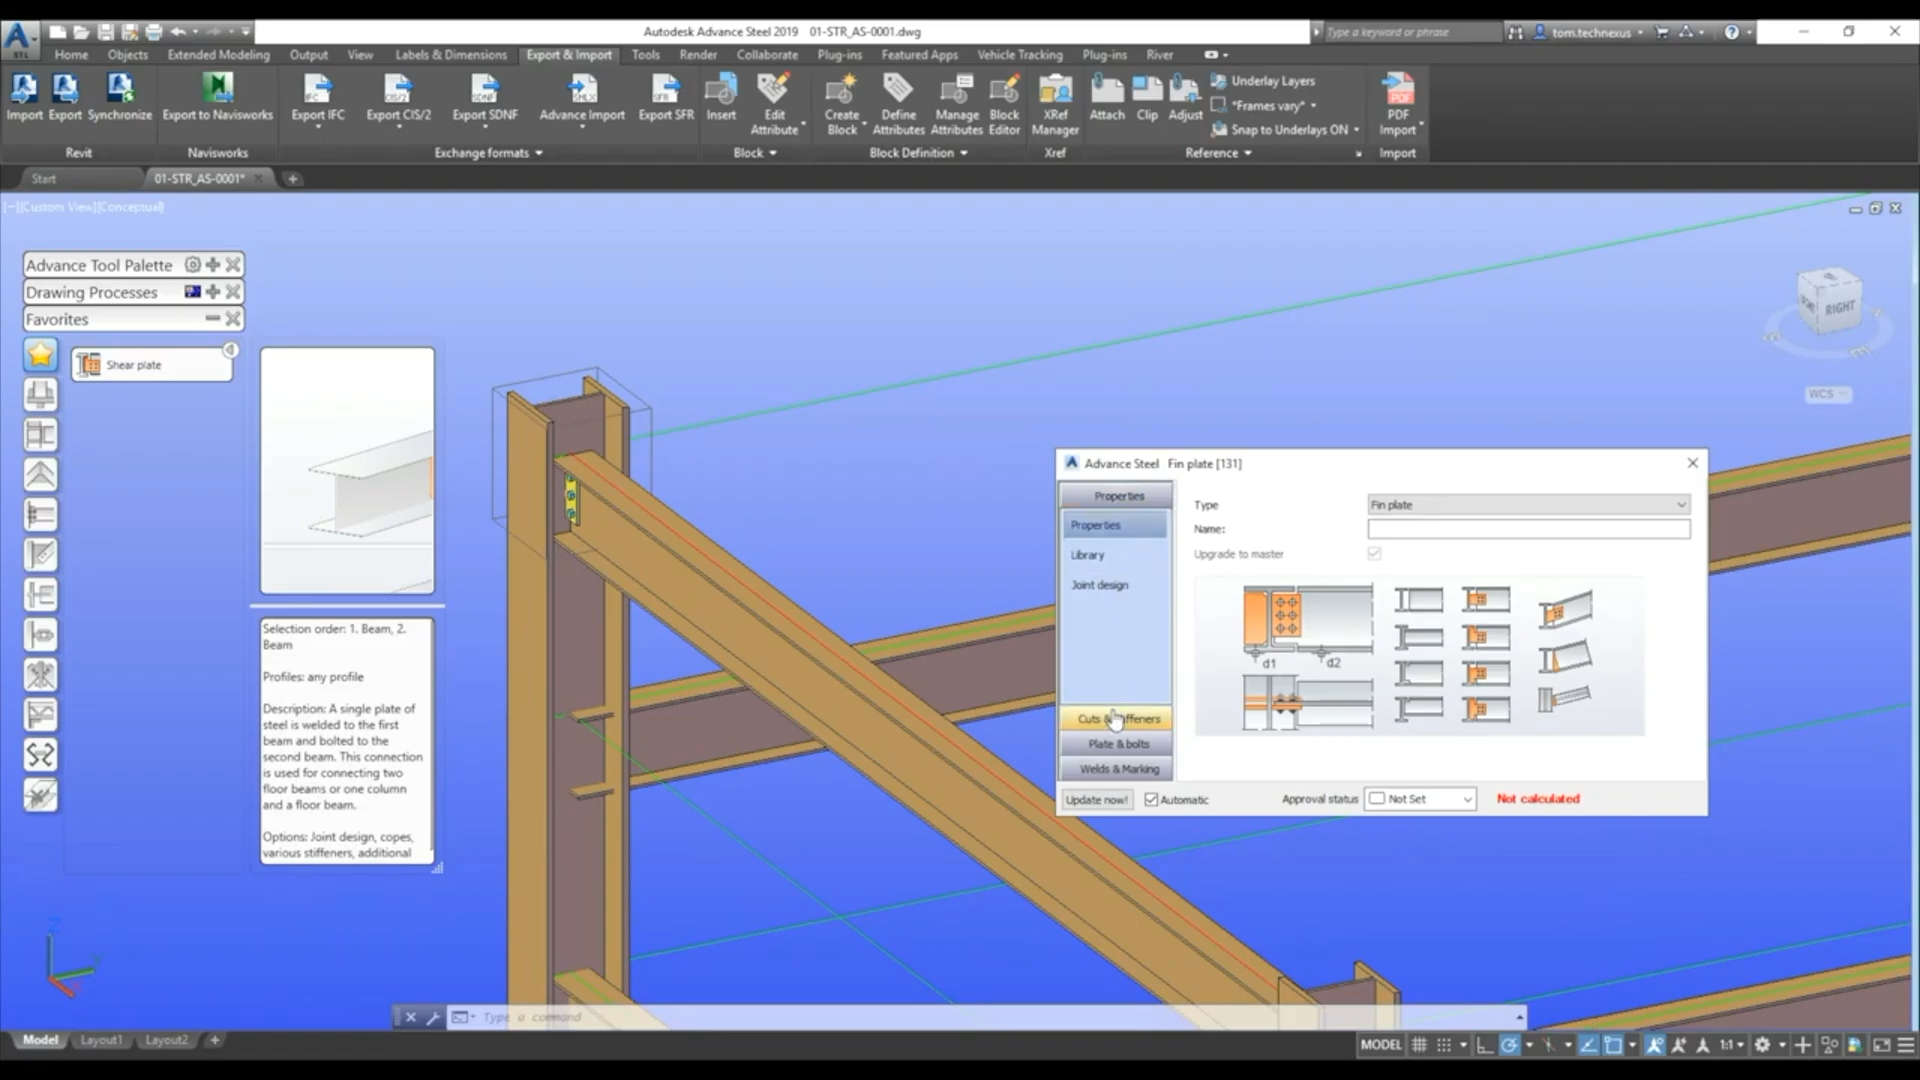 Autodesk Advance Steel 2019 01-STR_AS-0001.dwg
Type a keyword or phrase
tom.technexus
STL
Home Objects Extended Modeling Output View Labels & Dimensions Export & Import Tools Render Collaborate Plug-ins Featured Apps Vehicle Tracking Plug-ins River
Import Export Synchronize
Export to Navisworks
Export IFC Export CIS/2 Export SDNF Advance Import Export SFR
Insert Edit Attribute
Create Block Define Attributes Manage Attributes Block Editor
XRef Manager
Attach Clip Adjust
Underlay Layers
*Frames vary*
Snap to Underlays ON
PDF Import
Revit Navisworks Exchange formats Block Block Definition Xref Reference Import
Start 01-STR_AS-0001*
[−][Custom View][Conceptual]
Advance Tool Palette
Drawing Processes
Favorites
Shear plate
Selection order: 1. Beam, 2.
Beam
Profiles: any profile
Description: A single plate of
steel is welded to the first
beam and bolted to the
second beam. This connection
is used for connecting two
floor beams or one column
and a floor beam.
Options: Joint design, copes,
various stiffeners, additional
RIGHT
WCS
Advance Steel Fin plate [131]
Properties
Properties
Library
Joint design
Cuts & Stiffeners
Plate & bolts
Welds & Marking
Type Fin plate
Name:
Upgrade to master
d1 d2
Update now! Automatic Approval status Not Set Not calculated
Z
Type a command
Model Layout1 Layout2
MODEL 1:1